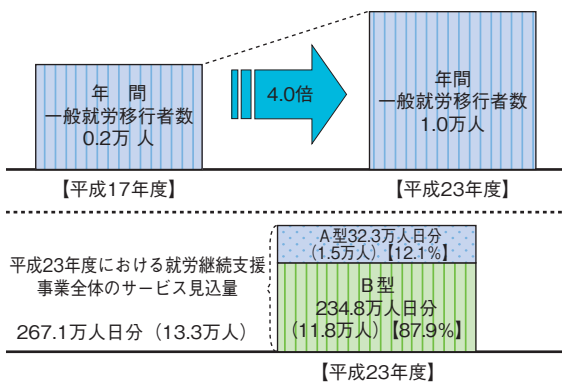 年　間
一般就労移行者数
0.2万 人
4.0倍
年間
一般就労移行者数
1.0万人
【平成17年度】
【平成23年度】
平成23年度における就労継続支援
事業全体のサービス見込量
267.1万人日分（13.3万人）
A型32.3万人日分
（1.5万人）【12.1％】
B型
234.8万人日分
（11.8万人）【87.9％】
【平成23年度】